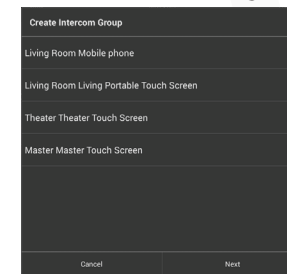 Create Intercom Group
Living Room Mobile phone
Living Room Living Portable Touch Screen
Theater Theater Touch Screen
Master Master Touch Screen
Cancel Next